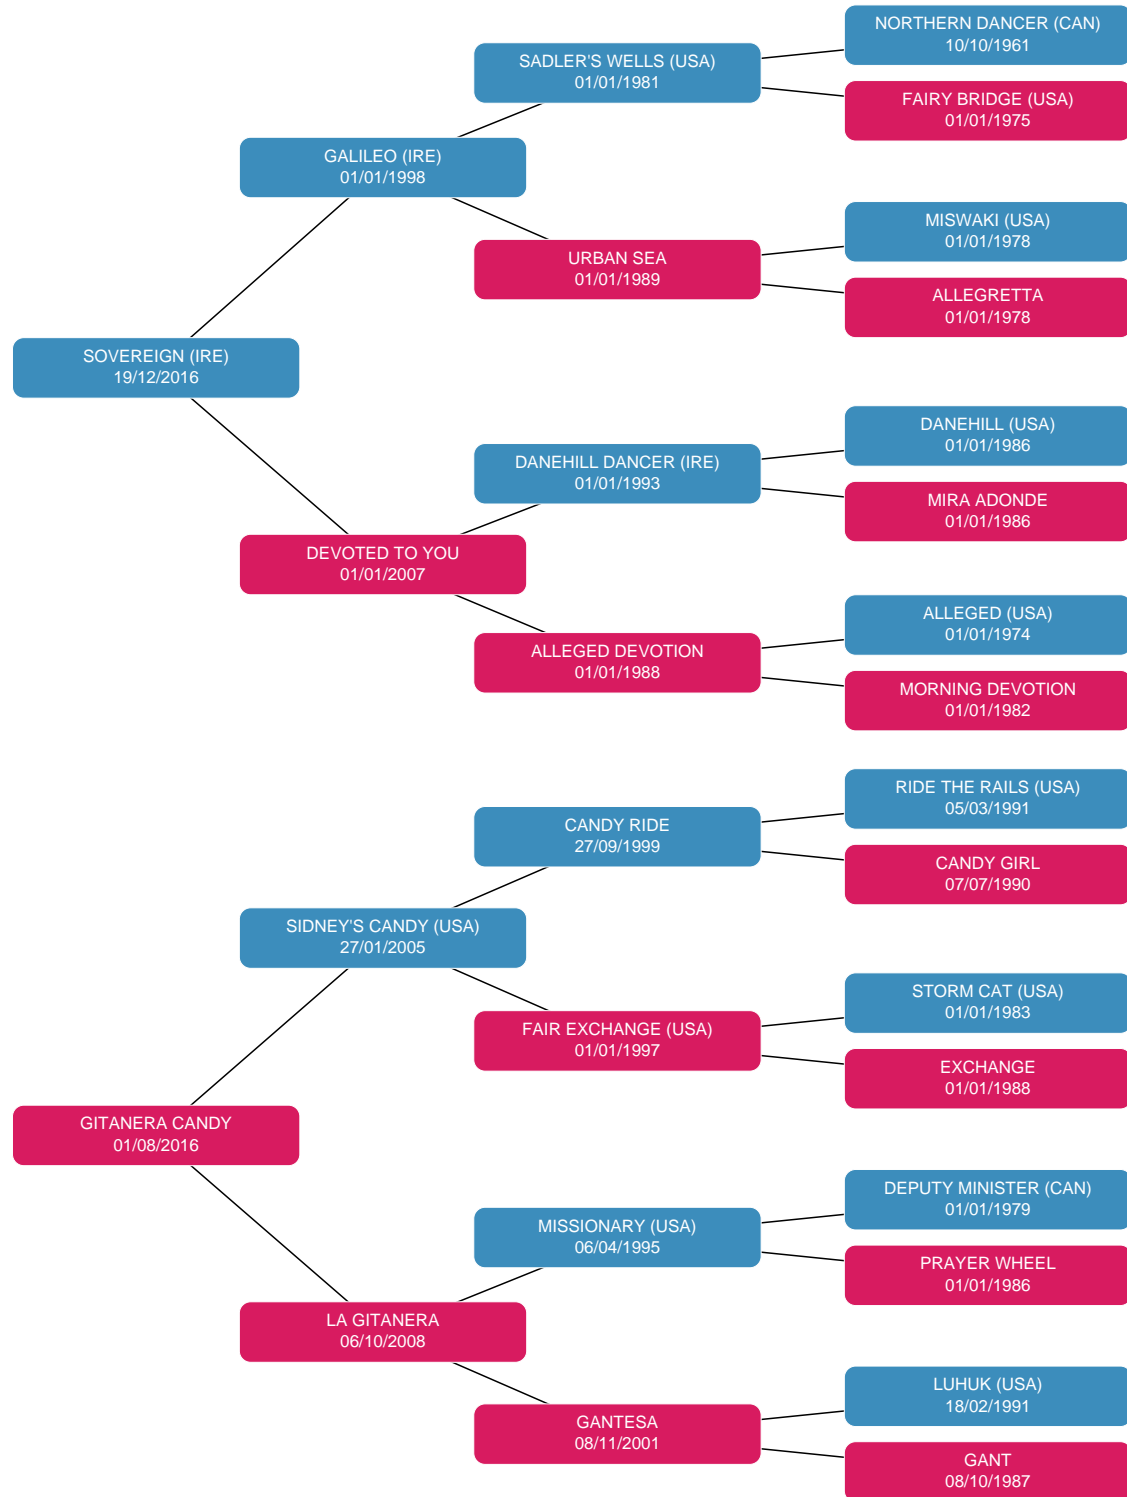 NORTHERN DANCER (CAN)
10/10/1961
SADLER'S WELLS (USA)
01/01/1981
FAIRY BRIDGE (USA)
01/01/1975
GALILEO (IRE)
01/01/1998
MISWAKI (USA)
01/01/1978
URBAN SEA
01/01/1989
ALLEGRETTA
01/01/1978
SOVEREIGN (IRE)
19/12/2016
DANEHILL (USA)
01/01/1986
DANEHILL DANCER (IRE)
01/01/1993
MIRA ADONDE
01/01/1986
DEVOTED TO YOU
01/01/2007
ALLEGED (USA)
01/01/1974
ALLEGED DEVOTION
01/01/1988
MORNING DEVOTION
01/01/1982
RIDE THE RAILS (USA)
05/03/1991
CANDY RIDE
27/09/1999
CANDY GIRL
07/07/1990
SIDNEY'S CANDY (USA)
27/01/2005
STORM CAT (USA)
01/01/1983
FAIR EXCHANGE (USA)
01/01/1997
EXCHANGE
01/01/1988
GITANERA CANDY
01/08/2016
DEPUTY MINISTER (CAN)
01/01/1979
MISSIONARY (USA)
06/04/1995
PRAYER WHEEL
01/01/1986
LA GITANERA
06/10/2008
LUHUK (USA)
18/02/1991
GANTESA
08/11/2001
GANT
08/10/1987